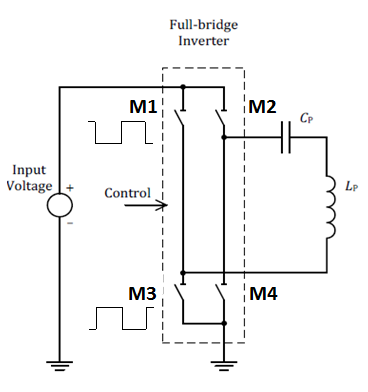 Full-bridge
Inverter
M1
M2
Cₚ
Input
Voltage
+
−
Control
Lₚ
M3
M4